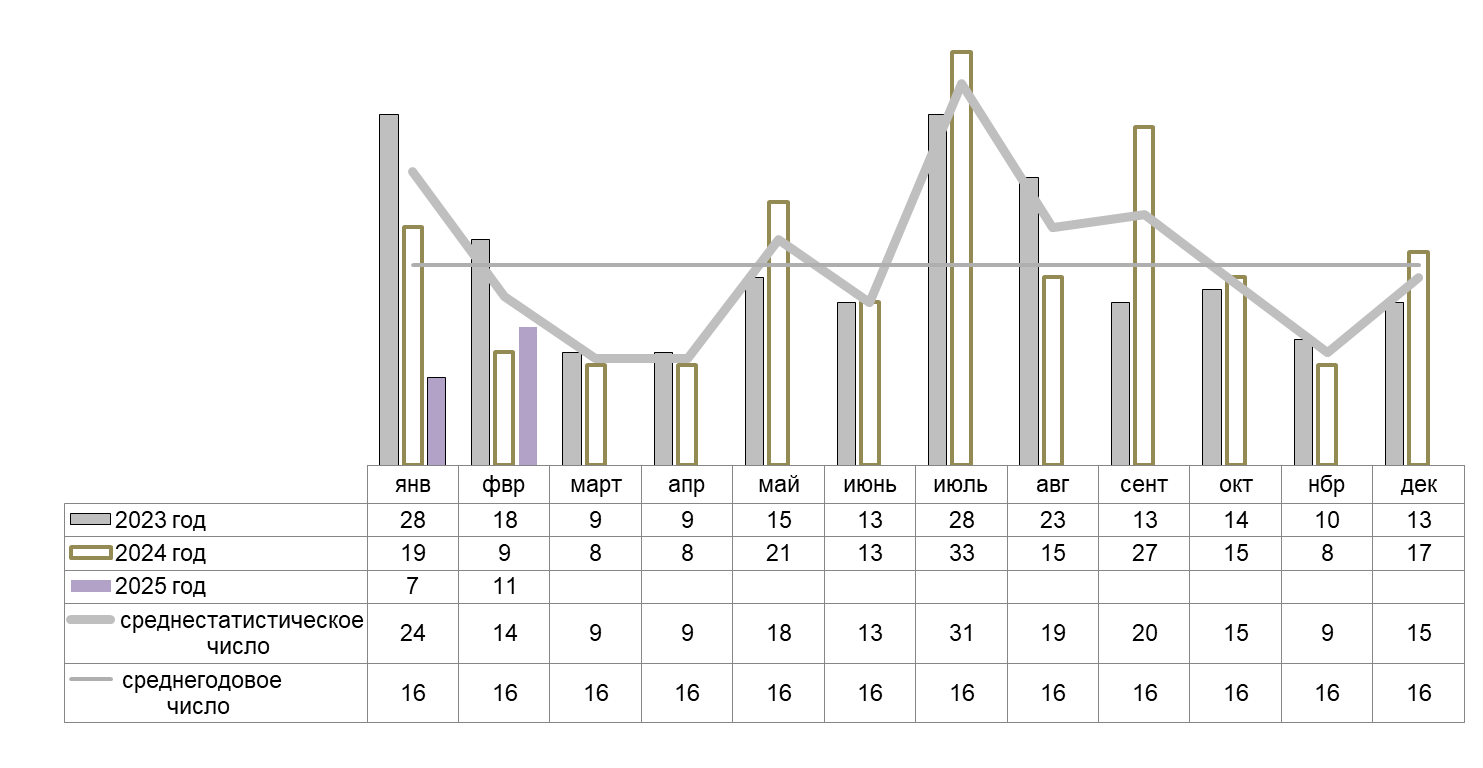 янв фвр март апр май июнь июль авг сент окт нбр дек
2023 год 28 18 9 9 15 13 28 23 13 14 10 13
2024 год 19 9 8 8 21 13 33 15 27 15 8 17
2025 год 7 11
среднестатистическое
число 24 14 9 9 18 13 31 19 20 15 9 15
среднегодовое
число 16 16 16 16 16 16 16 16 16 16 16 16